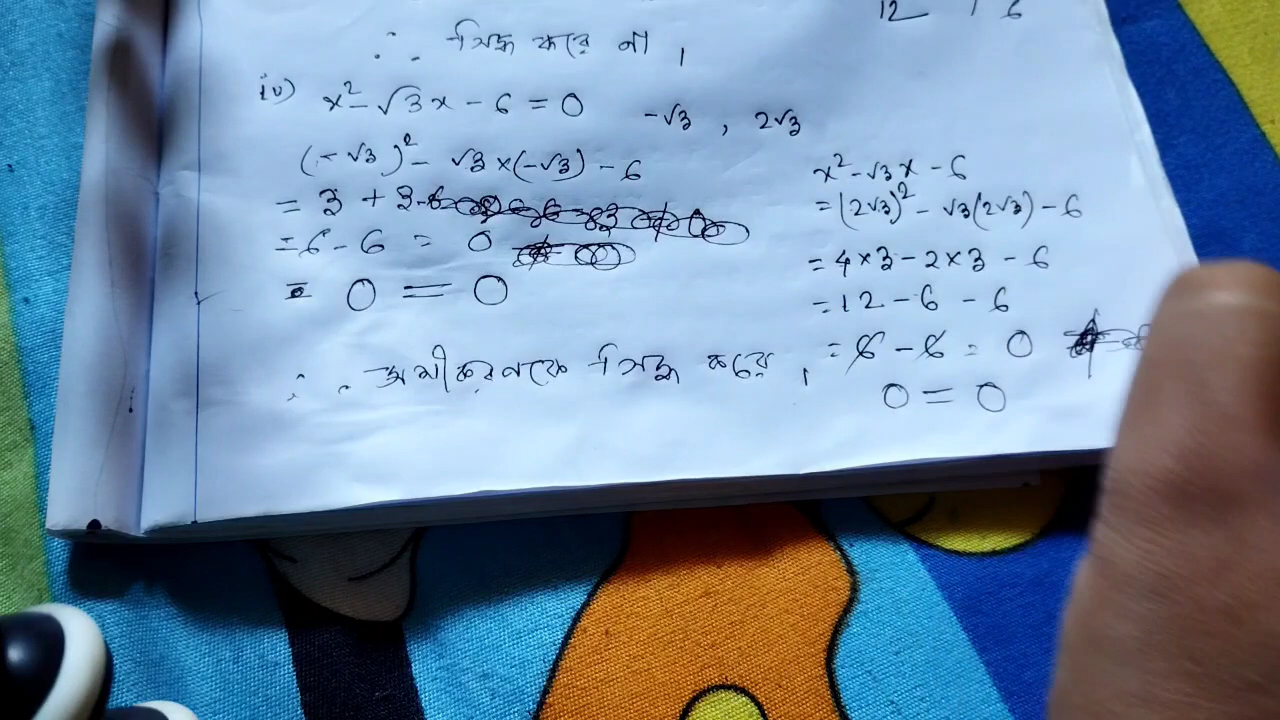 12 / 6
∴ সিদ্ধ করে না ।
iv) x² - √3x - 6 = 0 -√3 , 2√3
(-√3)² - √3 × (-√3) - 6
= 3 + 3 - 6
= 6 - 6 = 0
= 0 = 0
x² - √3x - 6
= (2√3)² - √3(2√3) - 6
= 4×3 - 2×3 - 6
= 12 - 6 - 6
= 6 - 6 = 0
0 = 0
∴ সমীকরণকে সিদ্ধ করে ।